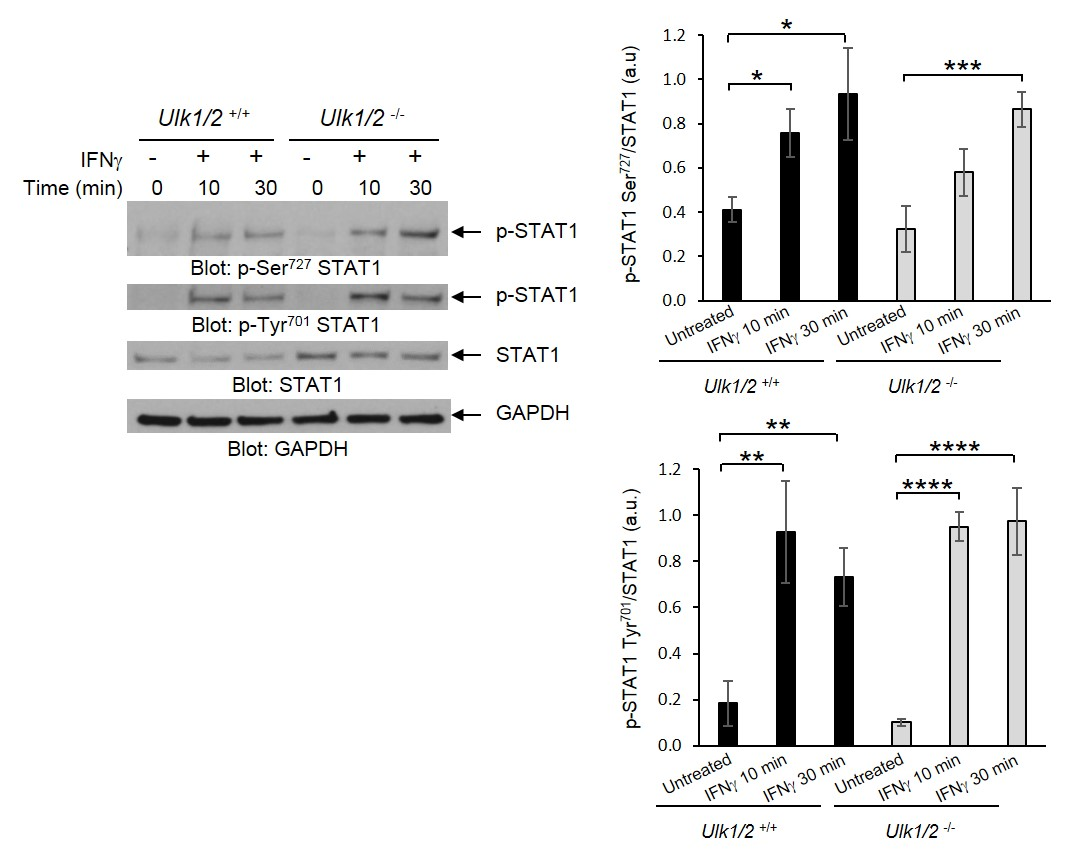 Ulk1/2 +/+ Ulk1/2 -/-
IFNγ - + + - + +
Time (min) 0 10 30 0 10 30
p-STAT1
Blot: p-Ser727 STAT1
p-STAT1
Blot: p-Tyr701 STAT1
STAT1
Blot: STAT1
GAPDH
Blot: GAPDH
p-STAT1 Ser727/STAT1 (a.u)
1.2
1.0
0.8
0.6
0.4
0.2
0.0
*
*
***
Untreated
IFNγ 10 min
IFNγ 30 min
Untreated
IFNγ 10 min
IFNγ 30 min
Ulk1/2 +/+ Ulk1/2 -/-
p-STAT1 Tyr701/STAT1 (a.u.)
1.2
1.0
0.8
0.6
0.4
0.2
0.0
**
**
****
****
Untreated
IFNγ 10 min
IFNγ 30 min
Untreated
IFNγ 10 min
IFNγ 30 min
Ulk1/2 +/+ Ulk1/2 -/-